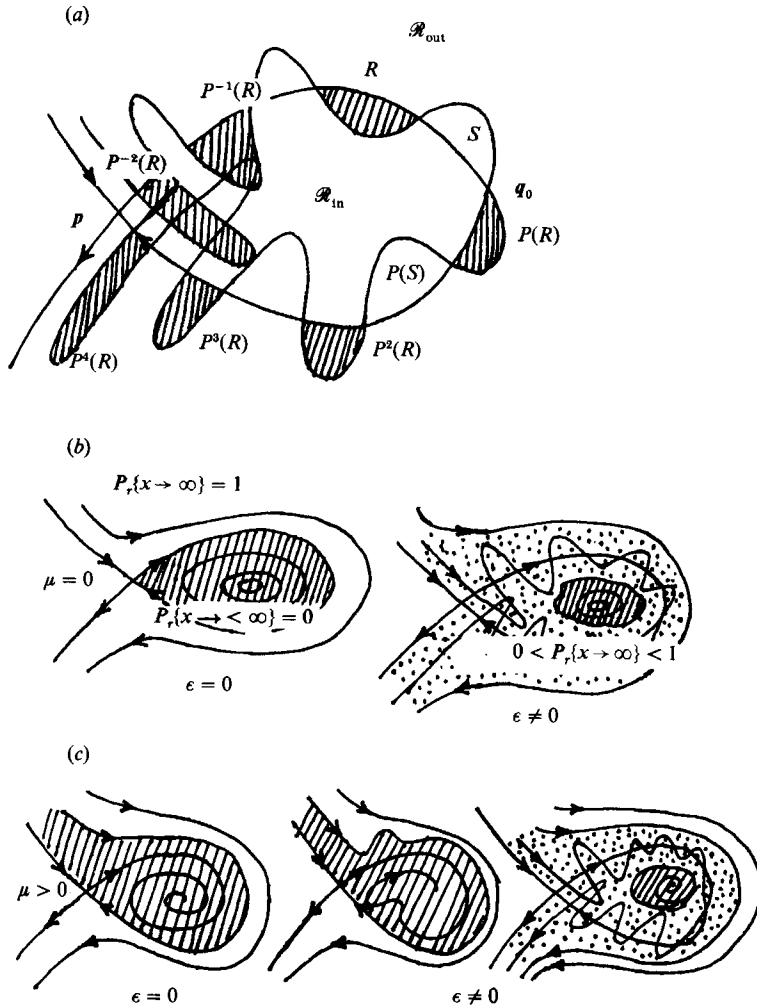 (a)
𝓡out
R
P⁻¹(R)
S
P⁻²(R)
𝓡in
q₀
p
P(R)
P(S)
P⁴(R)
P³(R)
P²(R)
(b)
Pᵣ{x → ∞} = 1
μ = 0
Pᵣ{x → < ∞} = 0
0 < Pᵣ{x → ∞} < 1
ϵ = 0
ϵ ≠ 0
(c)
μ > 0
ϵ = 0
ϵ ≠ 0